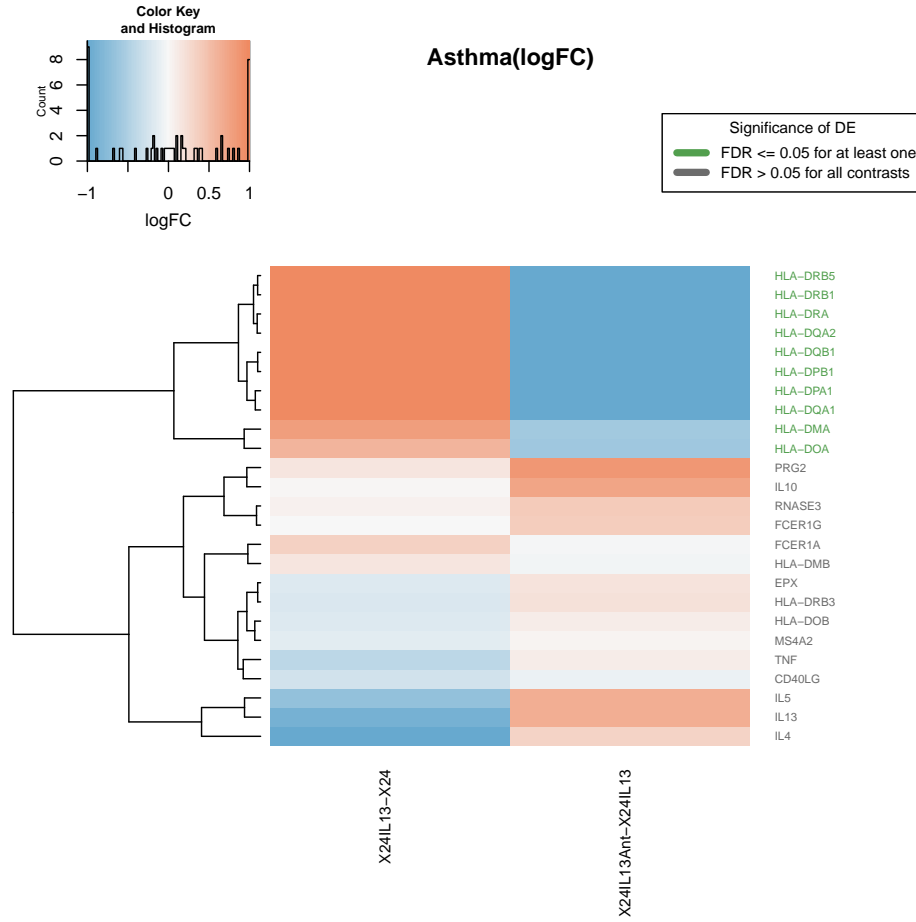 Color Key
and Histogram
Asthma(logFC)
Count
0 2 4 6 8
−1 0 0.5 1
logFC
Significance of DE
FDR <= 0.05 for at least one
FDR > 0.05 for all contrasts
HLA−DRB5
HLA−DRB1
HLA−DRA
HLA−DQA2
HLA−DQB1
HLA−DPB1
HLA−DPA1
HLA−DQA1
HLA−DMA
HLA−DOA
PRG2
IL10
RNASE3
FCER1G
FCER1A
HLA−DMB
EPX
HLA−DRB3
HLA−DOB
MS4A2
TNF
CD40LG
IL5
IL13
IL4
X24IL13−X24
X24IL13Ant−X24IL13